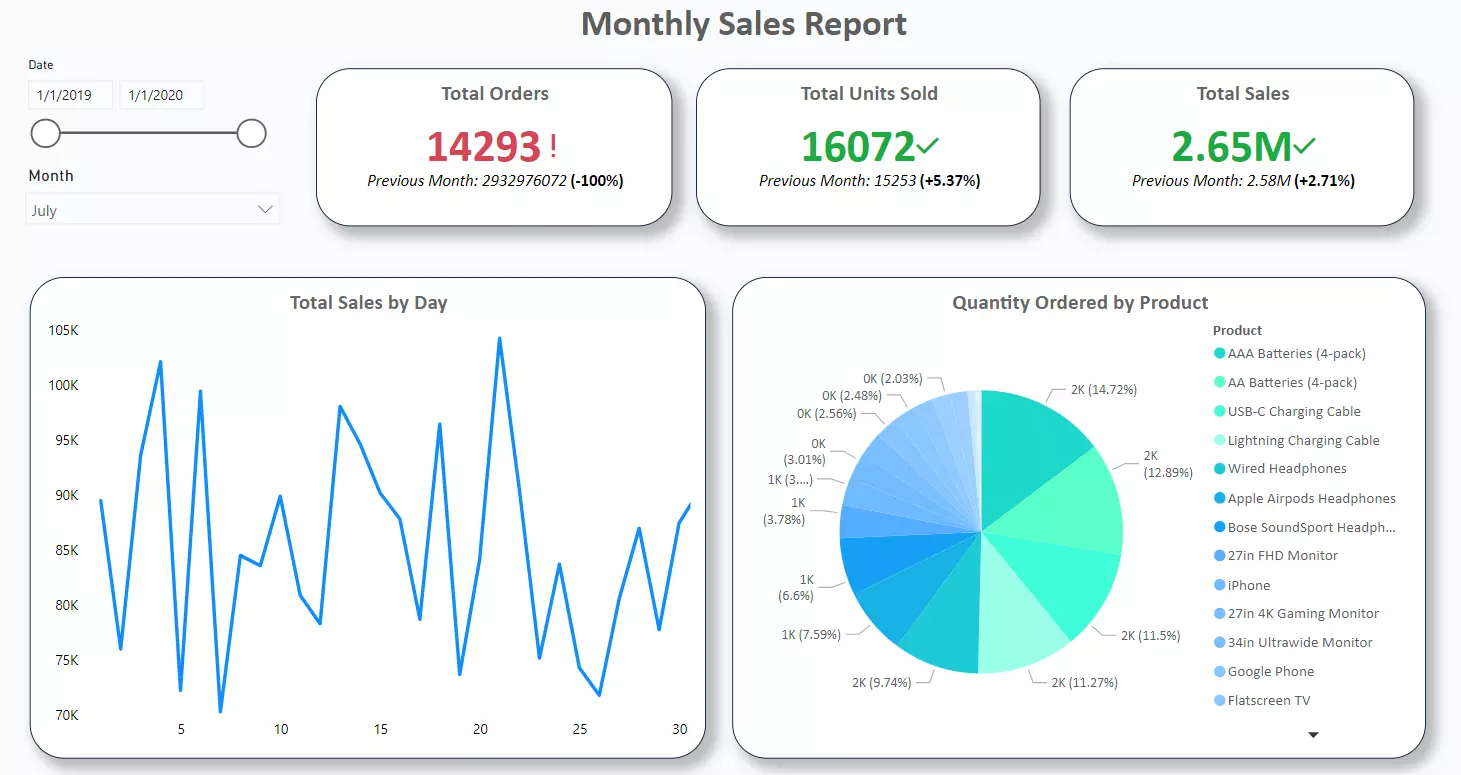 Monthly Sales Report
Date
1/1/2019 1/1/2020
Month
July
Total Orders
14293 !
Previous Month: 2932976072 (-100%)
Total Units Sold
16072
Previous Month: 15253 (+5.37%)
Total Sales
2.65M
Previous Month: 2.58M (+2.71%)
Total Sales by Day
105K
100K
95K
90K
85K
80K
75K
70K
5 10 15 20 25 30
Quantity Ordered by Product
2K (14.72%)
2K
(12.89%)
2K (11.5%)
2K (11.27%)
2K (9.74%)
1K (7.59%)
1K
(6.6%)
1K
(3.78%)
1K (3....)
0K
(3.01%)
0K (2.56%)
0K (2.48%)
0K (2.03%)
Product
AAA Batteries (4-pack)
AA Batteries (4-pack)
USB-C Charging Cable
Lightning Charging Cable
Wired Headphones
Apple Airpods Headphones
Bose SoundSport Headph...
27in FHD Monitor
iPhone
27in 4K Gaming Monitor
34in Ultrawide Monitor
Google Phone
Flatscreen TV